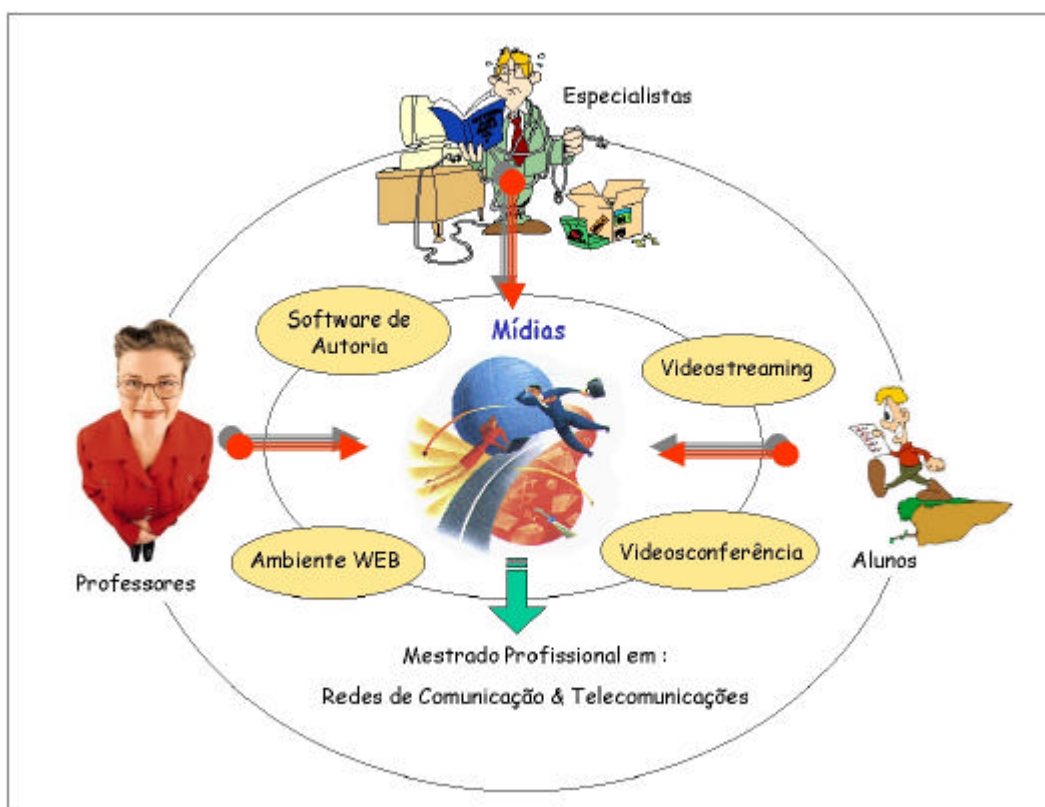 Especialistas
Software de
Autoria
Mídias
Videostreaming
Ambiente WEB
Videosconferência
Professores
Alunos
Mestrado Profissional em :
Redes de Comunicação & Telecomunicações